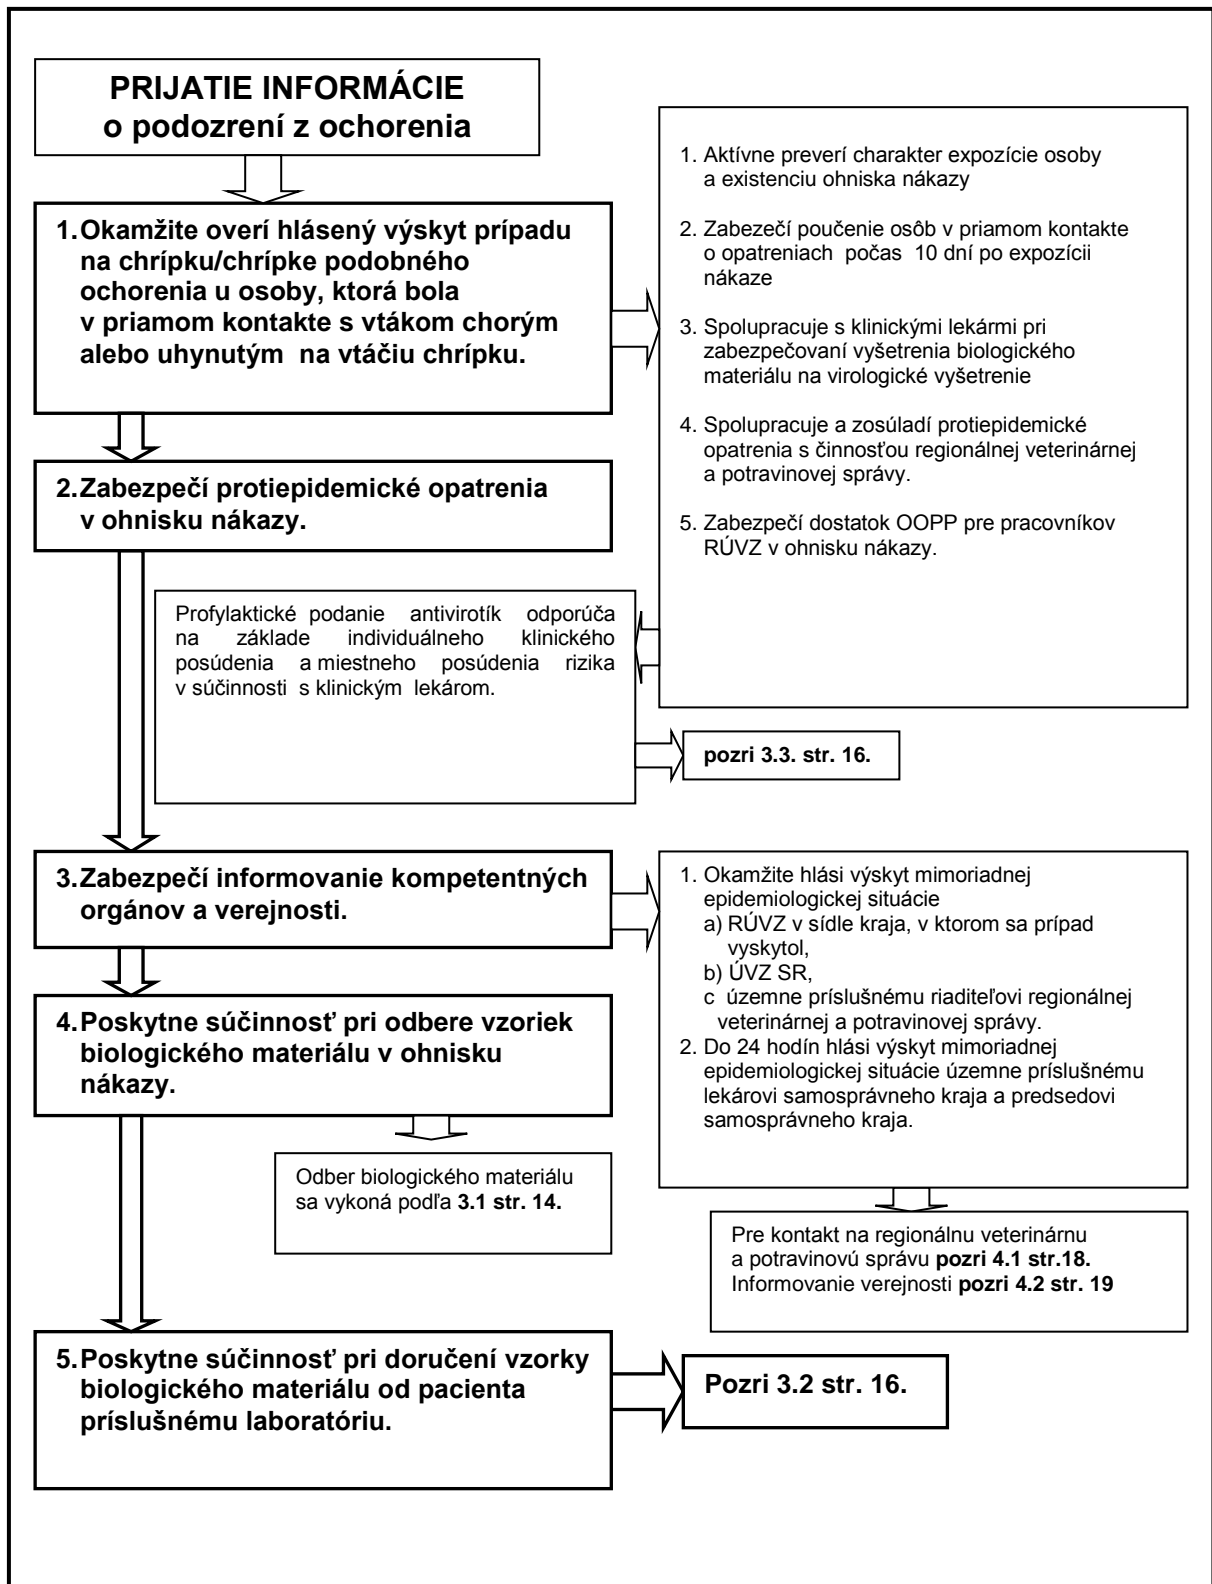 PRIJATIE INFORMÁCIE
o podozrení z ochorenia
1. Okamžite overí hlásený výskyt prípadu
na chrípku/chrípke podobného
ochorenia u osoby, ktorá bola
v priamom kontakte s vtákom chorým
alebo uhynutým na vtáčiu chrípku.
1. Aktívne preverí charakter expozície osoby
a existenciu ohniska nákazy
2. Zabezečí poučenie osôb v priamom kontakte
o opatreniach počas 10 dní po expozícii
nákaze
3. Spolupracuje s klinickými lekármi pri
zabezpečovaní vyšetrenia biologického
materiálu na virologické vyšetrenie
4. Spolupracuje a zosúladí protiepidemické
opatrenia s činnosťou regionálnej veterinárnej
a potravinovej správy.
5. Zabezpečí dostatok OOPP pre pracovníkov
RÚVZ v ohnisku nákazy.
2. Zabezpečí protiepidemické opatrenia
v ohnisku nákazy.
Profylaktické podanie antivirotík odporúča
na základe individuálneho klinického
posúdenia a miestneho posúdenia rizika
v súčinnosti s klinickým lekárom.
pozri 3.3. str. 16.
3. Zabezpečí informovanie kompetentných
orgánov a verejnosti.
1. Okamžite hlási výskyt mimoriadnej
epidemiologickej situácie
a) RÚVZ v sídle kraja, v ktorom sa prípad
vyskytol,
b) ÚVZ SR,
c územne príslušnému riaditeľovi regionálnej
veterinárnej a potravinovej správy.
2. Do 24 hodín hlási výskyt mimoriadnej
epidemiologickej situácie územne príslušnému
lekárovi samosprávneho kraja a predsedovi
samosprávneho kraja.
4. Poskytne súčinnosť pri odbere vzoriek
biologického materiálu v ohnisku
nákazy.
Odber biologického materiálu
sa vykoná podľa 3.1 str. 14.
Pre kontakt na regionálnu veterinárnu
a potravinovú správu pozri 4.1 str.18.
Informovanie verejnosti pozri 4.2 str. 19
5. Poskytne súčinnosť pri doručení vzorky
biologického materiálu od pacienta
príslušnému laboratóriu.
Pozri 3.2 str. 16.